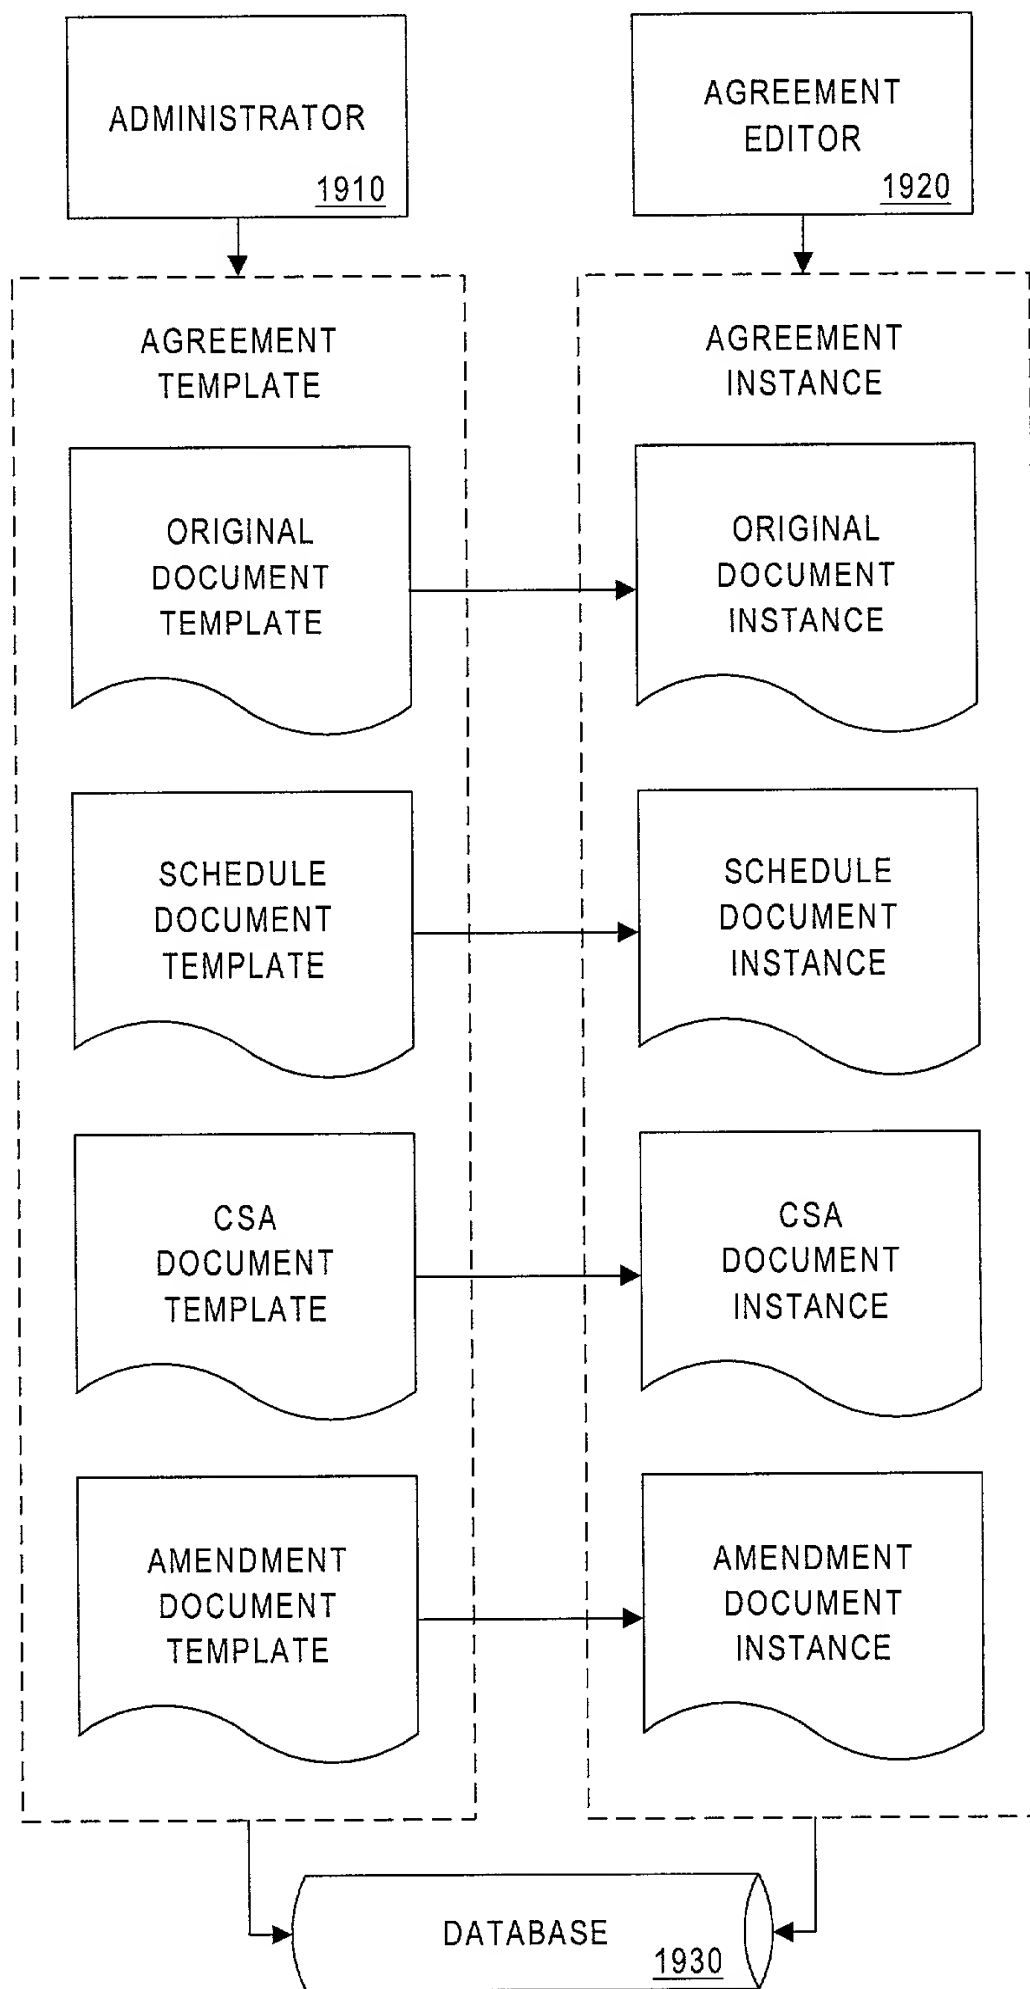 ADMINISTRATOR
1910
AGREEMENT
EDITOR
1920
AGREEMENT
TEMPLATE
ORIGINAL
DOCUMENT
TEMPLATE
SCHEDULE
DOCUMENT
TEMPLATE
CSA
DOCUMENT
TEMPLATE
AMENDMENT
DOCUMENT
TEMPLATE
AGREEMENT
INSTANCE
ORIGINAL
DOCUMENT
INSTANCE
SCHEDULE
DOCUMENT
INSTANCE
CSA
DOCUMENT
INSTANCE
AMENDMENT
DOCUMENT
INSTANCE
DATABASE
1930